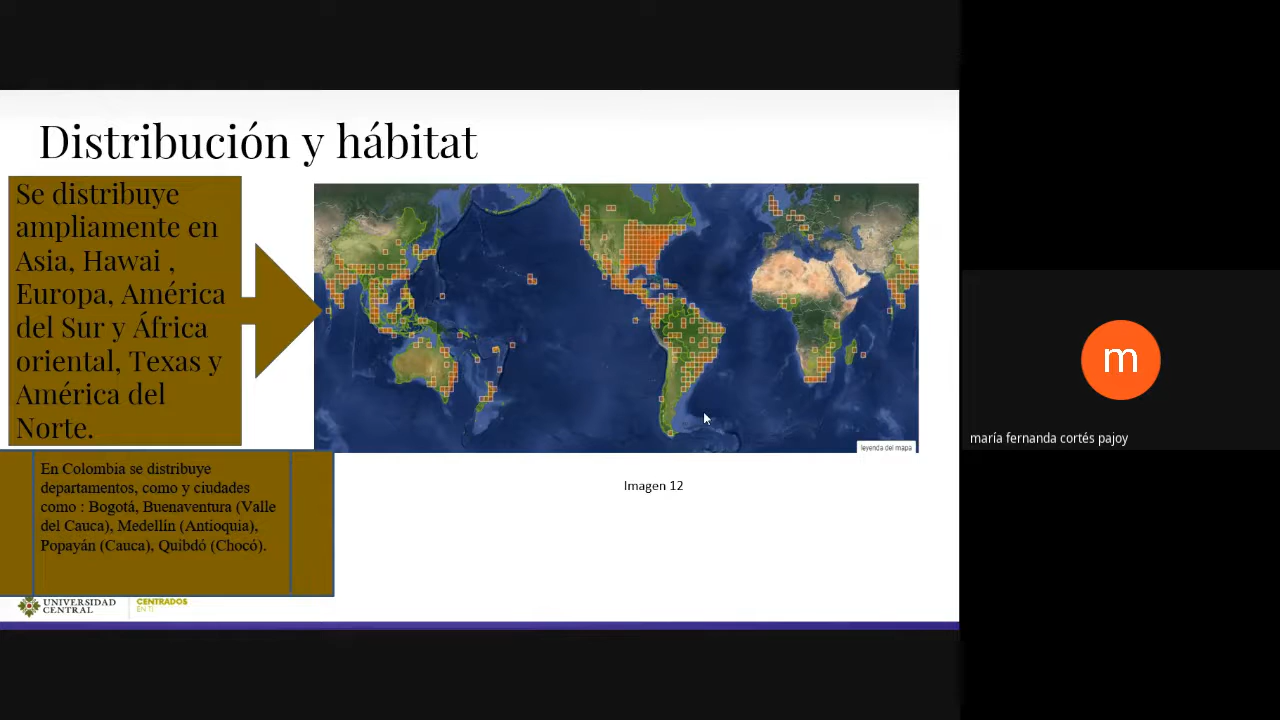 Distribución y hábitat
Se distribuye
ampliamente en
Asia, Hawai ,
Europa, América
del Sur y África
oriental, Texas y
América del
Norte.
leyenda del mapa
Imagen 12
En Colombia se distribuye
departamentos, como y ciudades
como : Bogotá, Buenaventura (Valle
del Cauca), Medellín (Antioquia),
Popayán (Cauca), Quibdó (Chocó).
UNIVERSIDAD
CENTRAL
CENTRADOS
EN TI
m
maría fernanda cortés pajoy